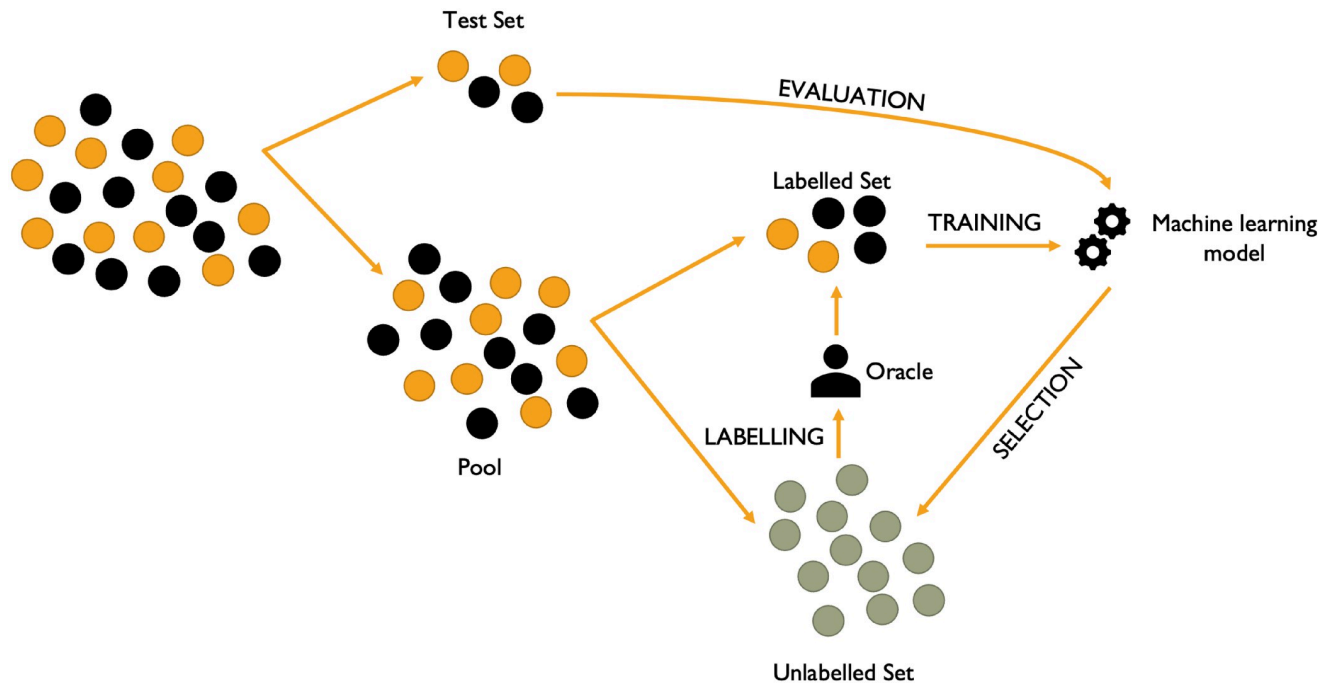 Test Set
EVALUATION
Labelled Set
TRAINING
Machine learning
model
Oracle
LABELLING
SELECTION
Pool
Unlabelled Set